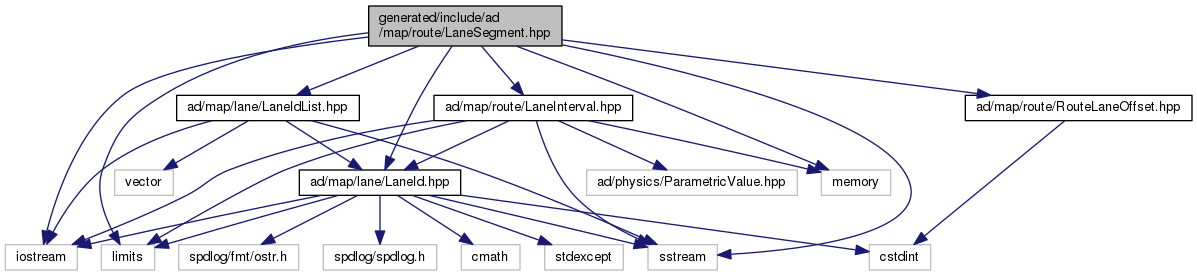 generated/include/ad
/map/route/LaneSegment.hpp
ad/map/lane/LaneIdList.hpp
ad/map/route/LaneInterval.hpp
ad/map/route/RouteLaneOffset.hpp
vector
ad/map/lane/LaneId.hpp
ad/physics/ParametricValue.hpp
memory
iostream
limits
spdlog/fmt/ostr.h
spdlog/spdlog.h
cmath
stdexcept
sstream
cstdint